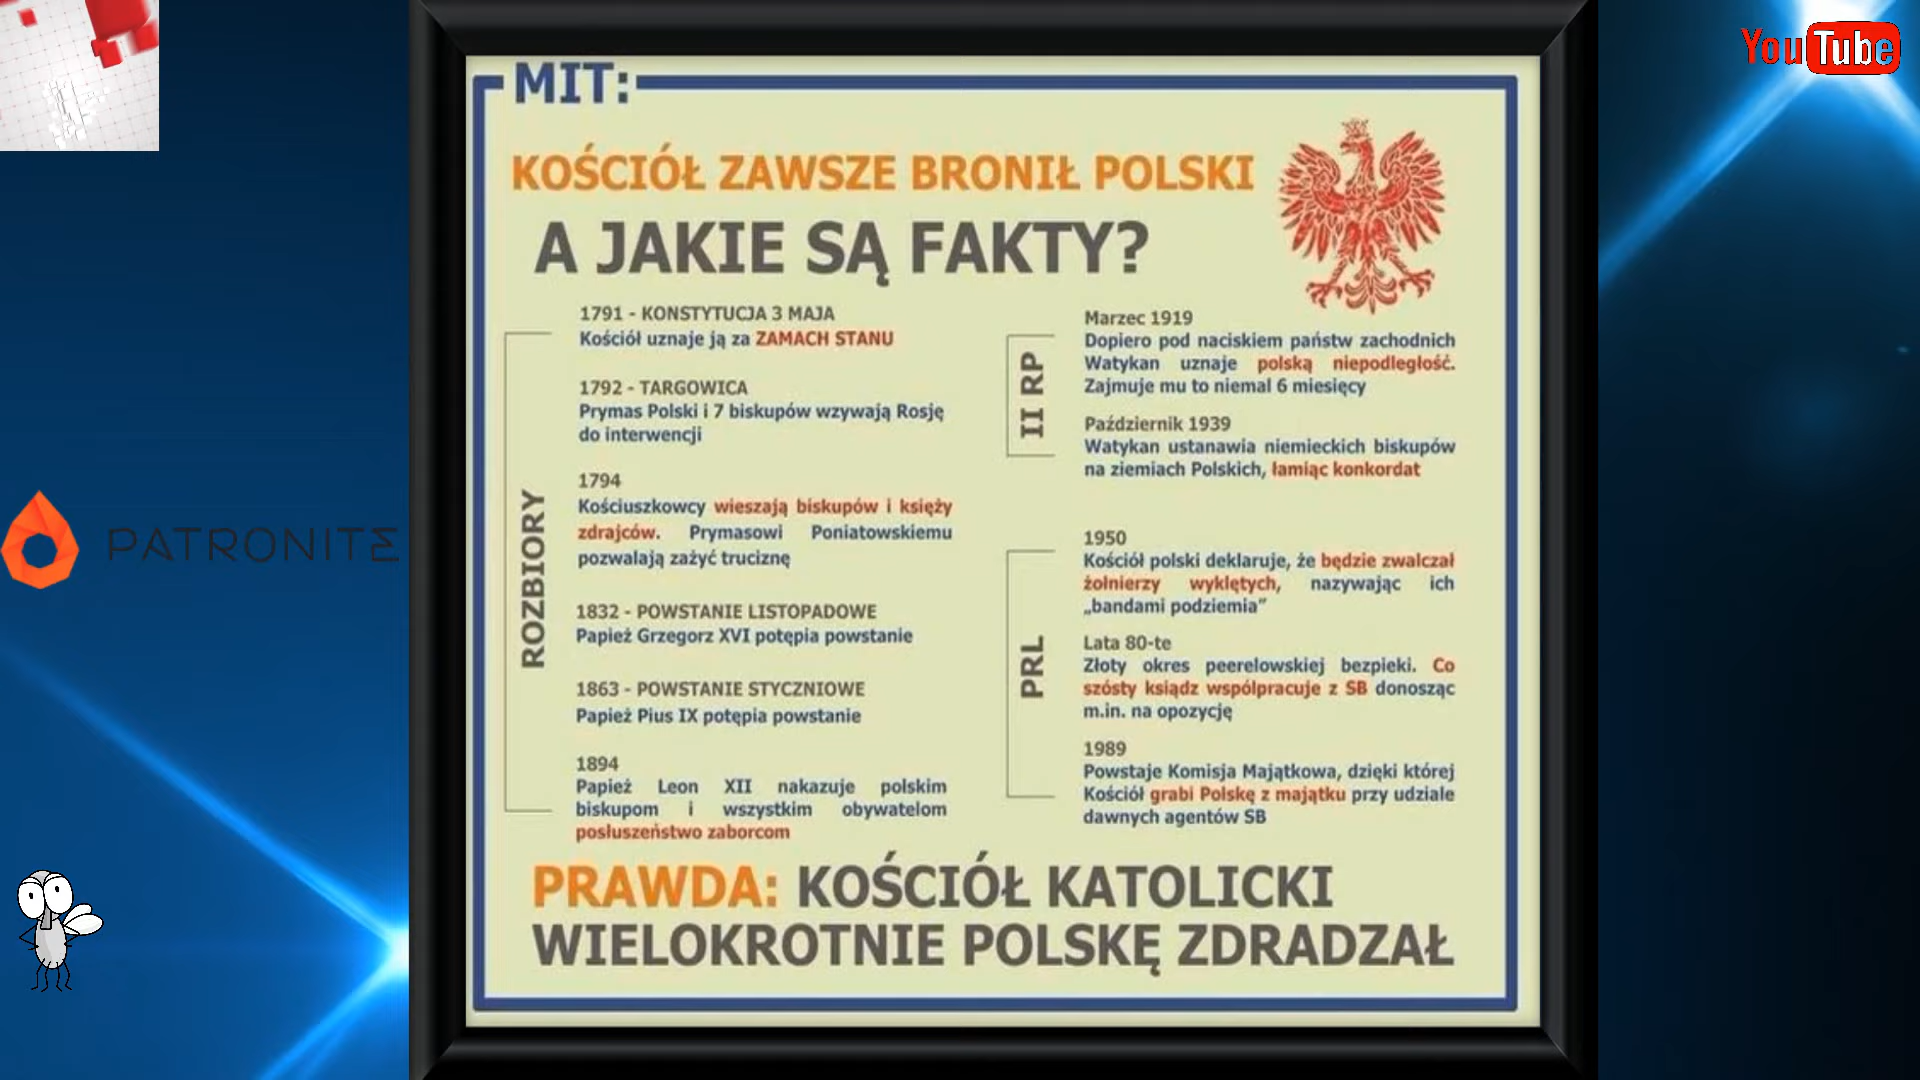 YouTube
PATRONITE
MIT:
KOŚCIÓŁ ZAWSZE BRONIŁ POLSKI
A JAKIE SĄ FAKTY?
ROZBIORY
1791 - KONSTYTUCJA 3 MAJA
Kościół uznaje ją za ZAMACH STANU
1792 - TARGOWICA
Prymas Polski i 7 biskupów wzywają Rosję
do interwencji
1794
Kościuszkowcy wieszają biskupów i księży
zdrajców. Prymasowi Poniatowskiemu
pozwalają zażyć truciznę
1832 - POWSTANIE LISTOPADOWE
Papież Grzegorz XVI potępia powstanie
1863 - POWSTANIE STYCZNIOWE
Papież Pius IX potępia powstanie
1894
Papież Leon XII nakazuje polskim
biskupom i wszystkim obywatelom
posłuszeństwo zaborcom
II RP
Marzec 1919
Dopiero pod naciskiem państw zachodnich
Watykan uznaje polską niepodległość.
Zajmuje mu to niemal 6 miesięcy
Październik 1939
Watykan ustanawia niemieckich biskupów
na ziemiach Polskich, łamiąc konkordat
PRL
1950
Kościół polski deklaruje, że będzie zwalczał
żołnierzy wyklętych, nazywając ich
„bandami podziemia”
Lata 80-te
Złoty okres peerelowskiej bezpieki. Co
szósty ksiądz współpracuje z SB donosząc
m.in. na opozycję
1989
Powstaje Komisja Majątkowa, dzięki której
Kościół grabi Polskę z majątku przy udziale
dawnych agentów SB
PRAWDA: KOŚCIÓŁ KATOLICKI
WIELOKROTNIE POLSKĘ ZDRADZAŁ